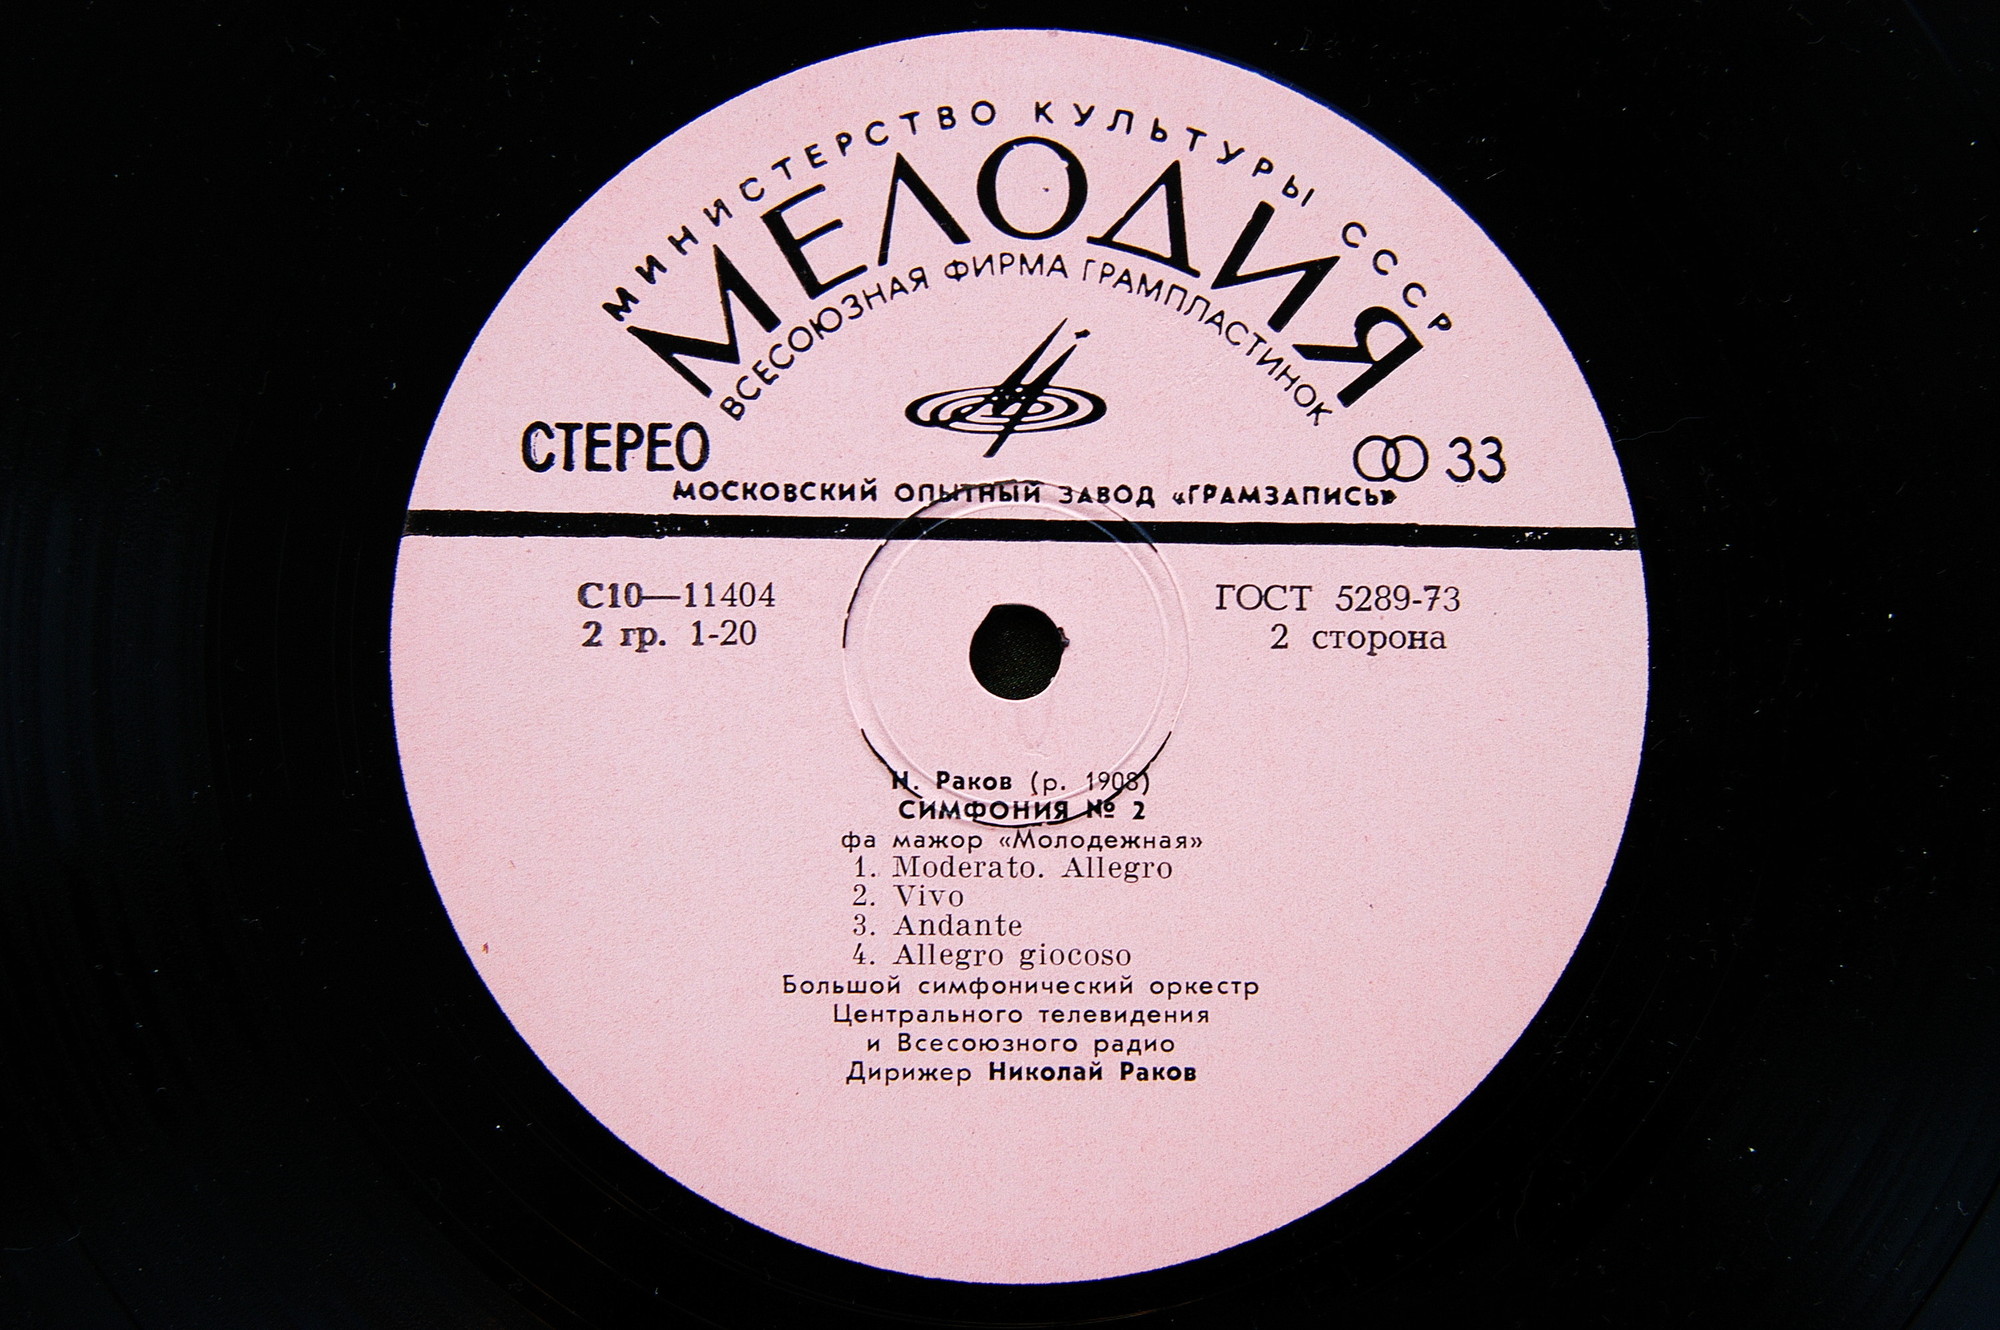 МИНИСТЕРСТВО КУЛЬТУРЫ СССР
МЕЛОДИЯ
ВСЕСОЮЗНАЯ ФИРМА ГРАМПЛАСТИНОК
СТЕРЕО
33
МОСКОВСКИЙ ОПЫТНЫЙ ЗАВОД «ГРАМЗАПИСЬ»
С10—11404
2 гр. 1-20
ГОСТ 5289-73
2 сторона
Н. Раков (р. 1908)
СИМФОНИЯ № 2
фа мажор «Молодежная»
1. Moderato. Allegro
2. Vivo
3. Andante
4. Allegro giocoso
Большой симфонический оркестр
Центрального телевидения
и Всесоюзного радио
Дирижер Николай Раков